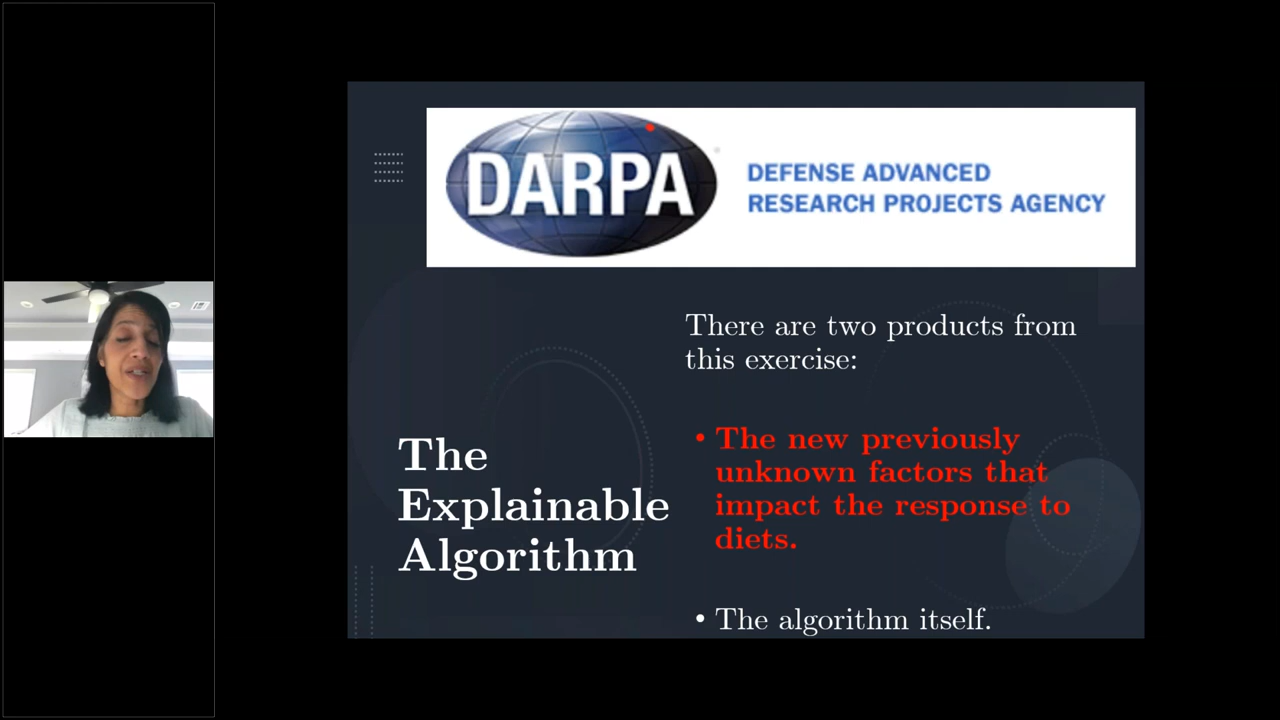 DARPA
DEFENSE ADVANCED
RESEARCH PROJECTS AGENCY
The
Explainable
Algorithm
There are two products from
this exercise:
• The new previously
unknown factors that
impact the response to
diets.
• The algorithm itself.